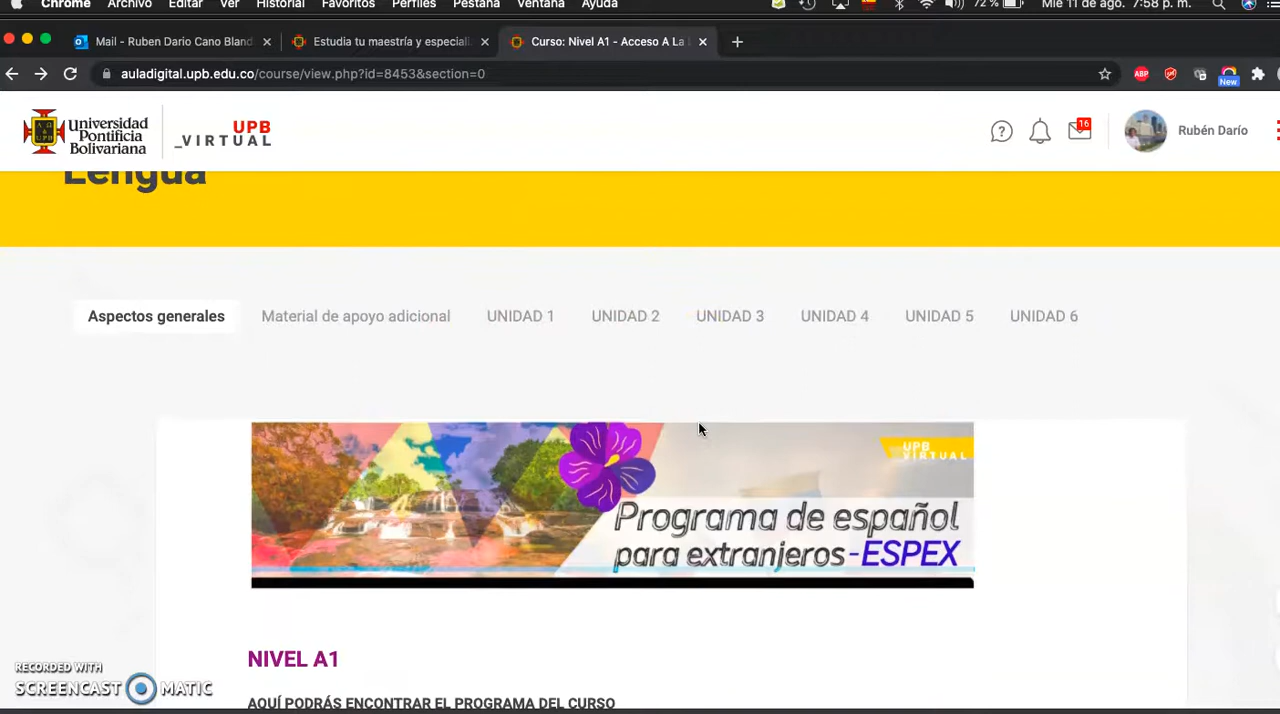 Chrome Archivo Editar Ver Historial Favoritos Perfiles Pestaña Ventana Ayuda 72 % Mié 11 de ago. 7:58 p. m.
Mail - Ruben Dario Cano Bland Estudia tu maestría y especiali Curso: Nivel A1 - Acceso A La
auladigital.upb.edu.co/course/view.php?id=8453&section=0
ABP
New
Universidad
Pontificia
Bolivariana
UPB
_VIRTUAL
16
Rubén Darío
Lengua
Aspectos generales Material de apoyo adicional UNIDAD 1 UNIDAD 2 UNIDAD 3 UNIDAD 4 UNIDAD 5 UNIDAD 6
UPB
VIRTUAL
Programa de español
para extranjeros-ESPEX
NIVEL A1
AQUÍ PODRÁS ENCONTRAR EL PROGRAMA DEL CURSO
RECORDED WITH
SCREENCAST MATIC